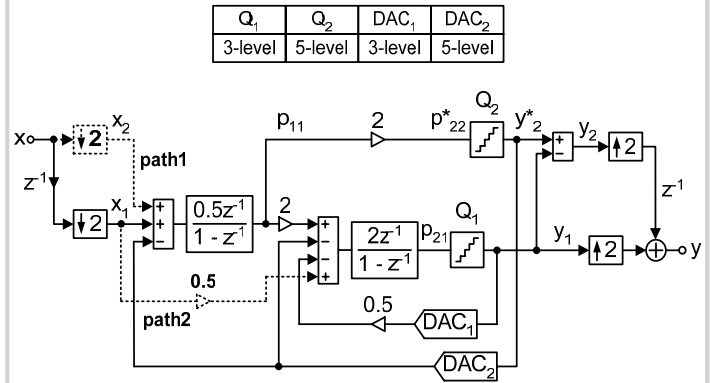 Q₁ Q₂ DAC₁ DAC₂
3-level 5-level 3-level 5-level
Q₂
x ↓2 x₂ p₁₁ 2 p*₂₂ y*₂ + − y₂ ↑2
path1
z⁻¹ z⁻¹
↓2 x₁ + + − 0.5z⁻¹ / 1 - z⁻¹ 2 + − − + 2z⁻¹ / 1 - z⁻¹ p₂₁ Q₁ y₁ ↑2 + y
0.5
path2
0.5 DAC₁
DAC₂